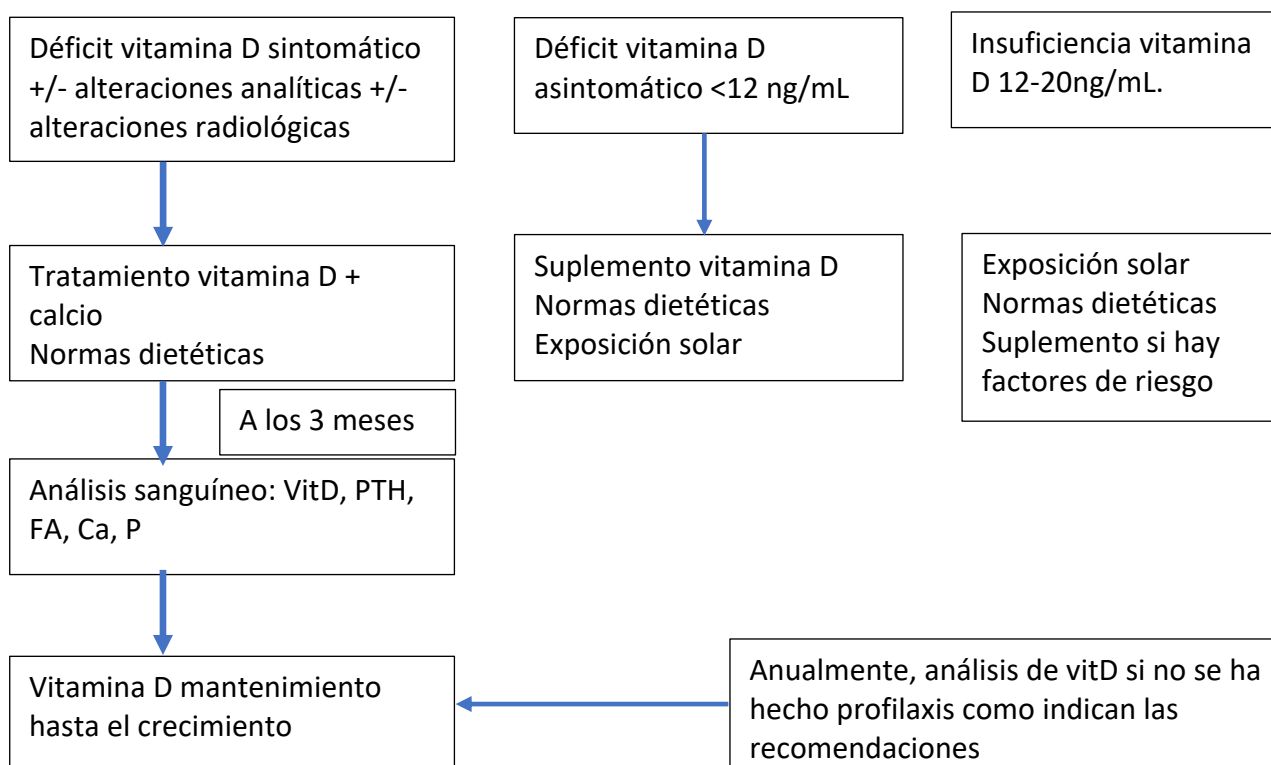 Déficit vitamina D sintomático
+/- alteraciones analíticas +/-
alteraciones radiológicas
Déficit vitamina D
asintomático <12 ng/mL
Insuficiencia vitamina
D 12-20ng/mL.
Tratamiento vitamina D +
calcio
Normas dietéticas
Suplemento vitamina D
Normas dietéticas
Exposición solar
Exposición solar
Normas dietéticas
Suplemento si hay
factores de riesgo
A los 3 meses
Análisis sanguíneo: VitD, PTH,
FA, Ca, P
Vitamina D mantenimiento
hasta el crecimiento
Anualmente, análisis de vitD si no se ha
hecho profilaxis como indican las
recomendaciones